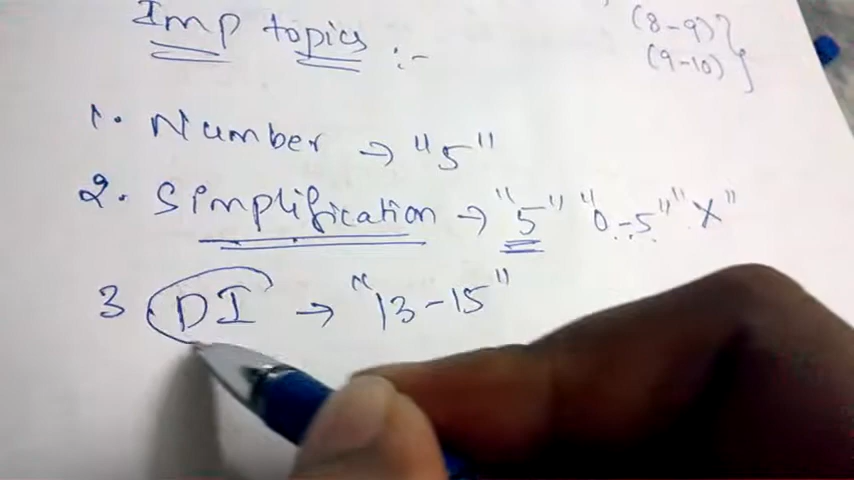 Imp topics :-
(8-9)}
(9-10)}
1. Number → "5"
2. Simplification → "5" "0-5" "X"
3 DI → "13-15"